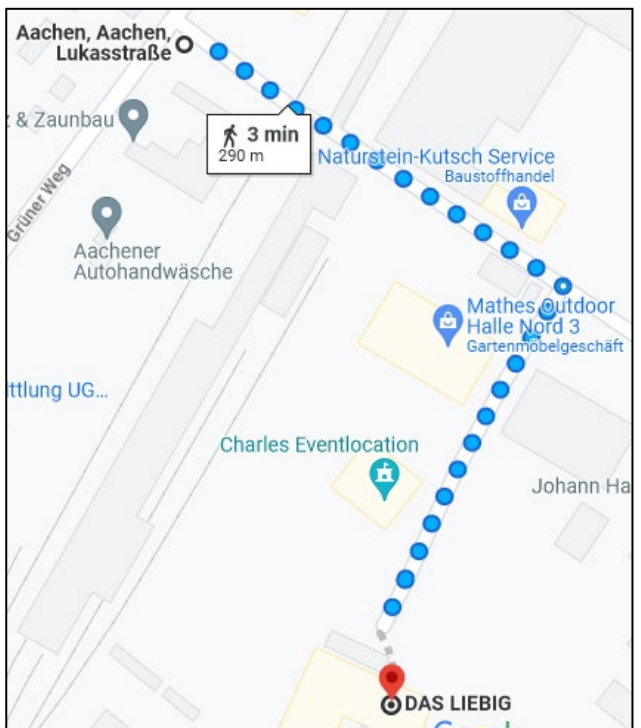 Aachen, Aachen,
Lukasstraße
z & Zaunbau
3 min
290 m
Naturstein-Kutsch Service
Baustoffhandel
Grüner Weg
Aachener
Autohandwäsche
Mathes Outdoor
Halle Nord 3
Gartenmöbelgeschäft
ttlung UG...
Charles Eventlocation
Johann Ha
DAS LIEBIG